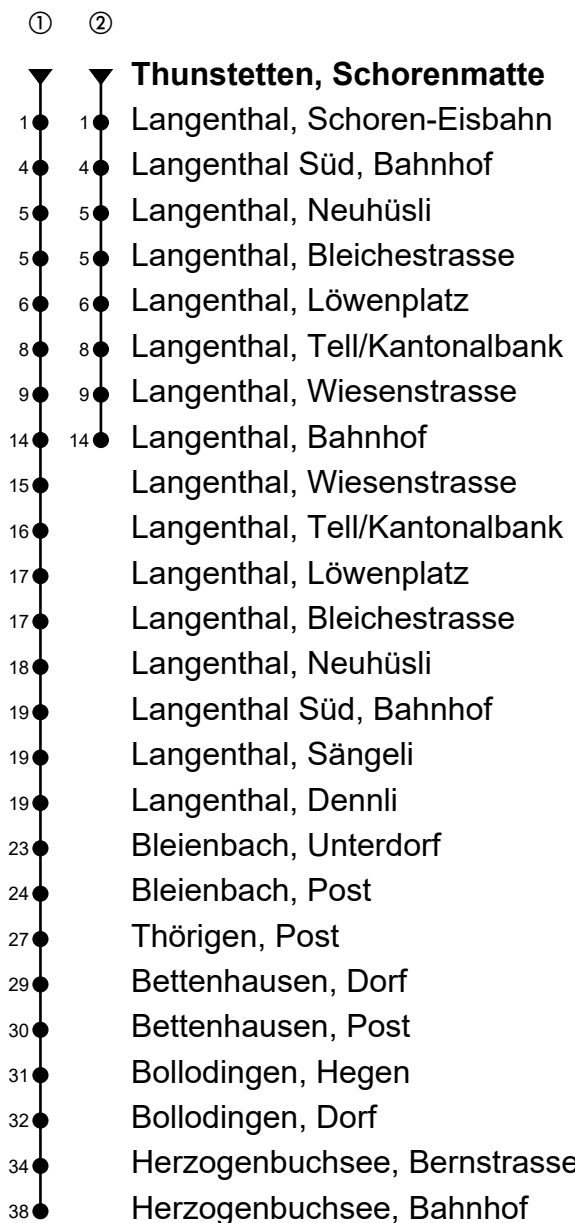 ① ②
Thunstetten, Schorenmatte
1 1 Langenthal, Schoren-Eisbahn
4 4 Langenthal Süd, Bahnhof
5 5 Langenthal, Neuhüsli
5 5 Langenthal, Bleichestrasse
6 6 Langenthal, Löwenplatz
8 8 Langenthal, Tell/Kantonalbank
9 9 Langenthal, Wiesenstrasse
14 14 Langenthal, Bahnhof
15 Langenthal, Wiesenstrasse
16 Langenthal, Tell/Kantonalbank
17 Langenthal, Löwenplatz
17 Langenthal, Bleichestrasse
18 Langenthal, Neuhüsli
19 Langenthal Süd, Bahnhof
19 Langenthal, Sängeli
19 Langenthal, Dennli
23 Bleienbach, Unterdorf
24 Bleienbach, Post
27 Thörigen, Post
29 Bettenhausen, Dorf
30 Bettenhausen, Post
31 Bollodingen, Hegen
32 Bollodingen, Dorf
34 Herzogenbuchsee, Bernstrasse
38 Herzogenbuchsee, Bahnhof